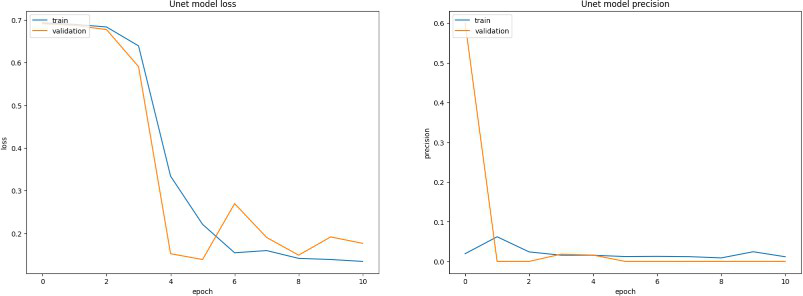 Unet model loss
train
validation
0.7
0.6
0.5
0.4
0.3
0.2
loss
0
2
4
6
8
10
epoch
Unet model precision
train
validation
0.6
0.5
0.4
0.3
0.2
0.1
0.0
precision
0
2
4
6
8
10
epoch